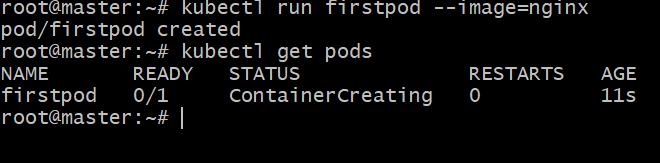 root@master:~# kubectl run firstpod --image=nginx
pod/firstpod created
root@master:~# kubectl get pods
NAME READY STATUS RESTARTS AGE
firstpod 0/1 ContainerCreating 0 11s
root@master:~#